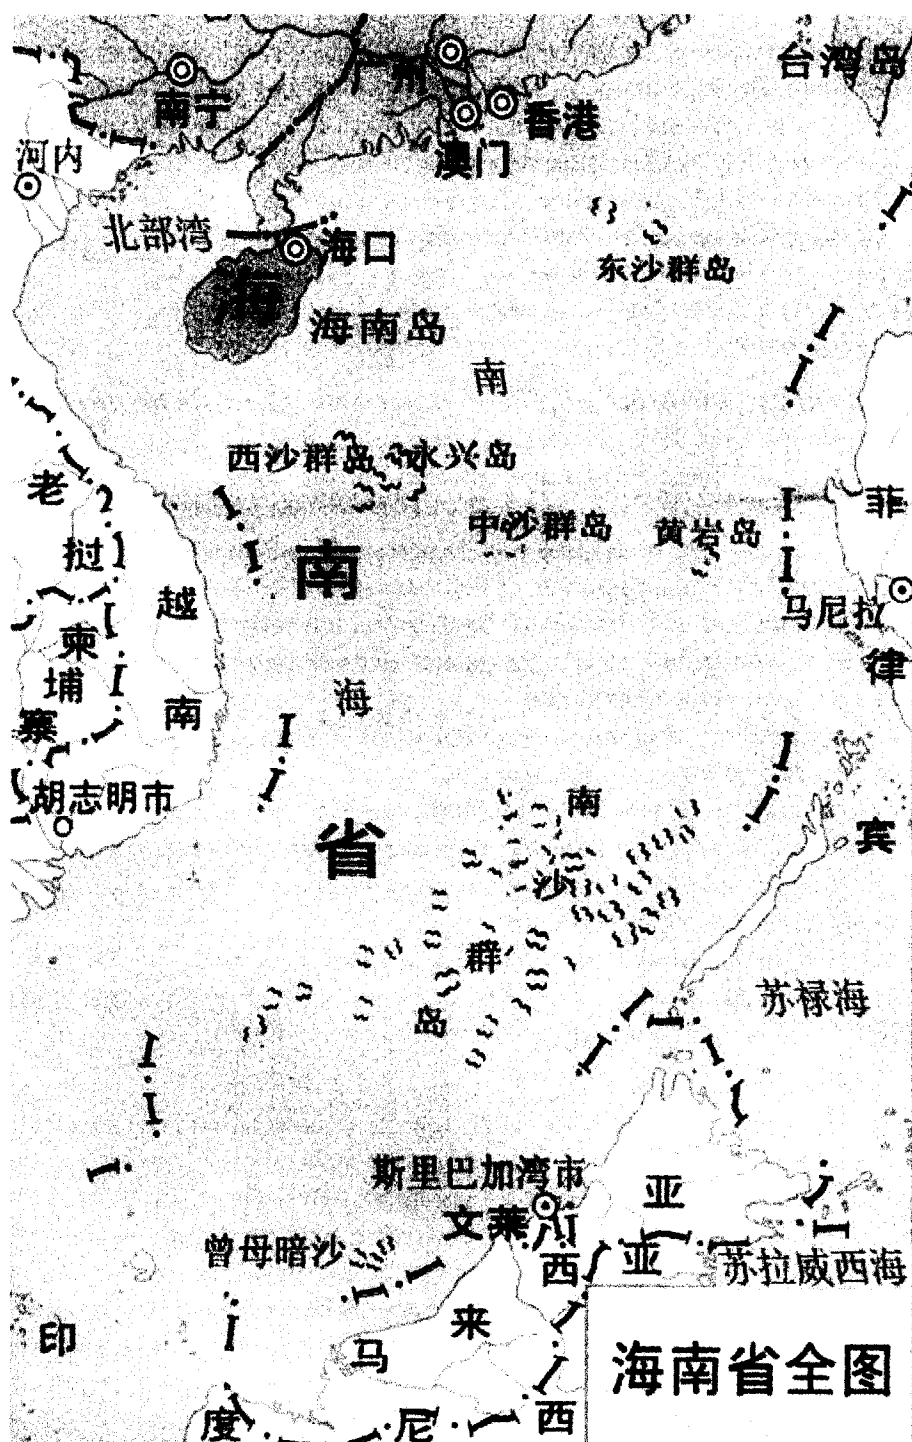 台湾岛
广州
南宁
香港
澳门
河内
北部湾
海口
东沙群岛
海
海南岛
南
西沙群岛
永兴岛
老
中沙群岛
黄岩岛
菲
挝
南
越
马尼拉
柬
埔
律
海
南
寨
胡志明市
南
省
宾
沙
群
苏禄海
岛
斯里巴加湾市
亚
文莱
曾母暗沙
西
亚
苏拉威西海
来
印
马
海南省全图
度
尼
西